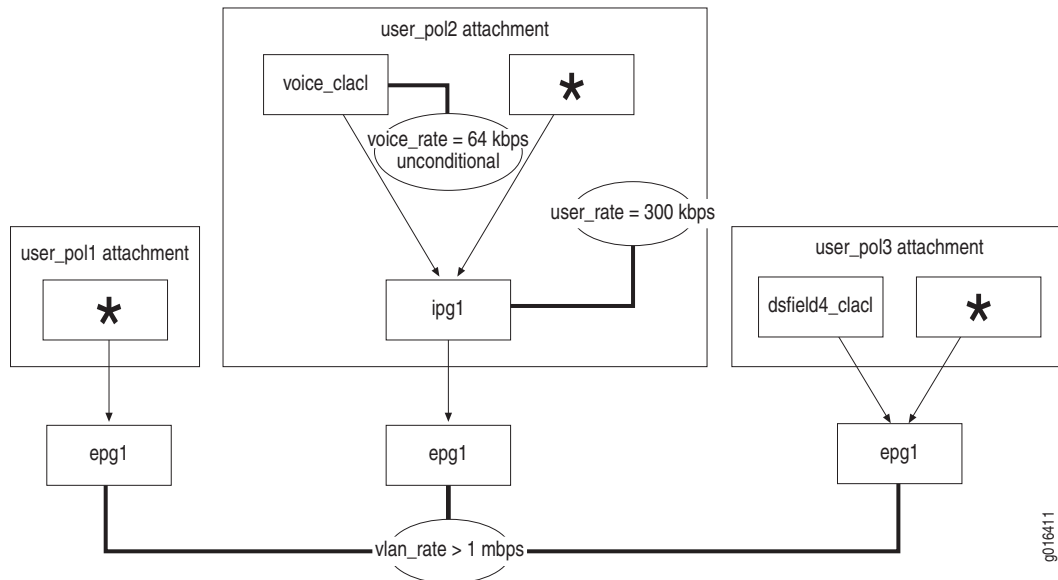 user_pol2 attachment
voice_clacl
*
voice_rate = 64 kbps
unconditional
user_rate = 300 kbps
user_pol1 attachment
*
ipg1
user_pol3 attachment
dsfield4_clacl
*
epg1
epg1
epg1
vlan_rate > 1 mbps
g016411